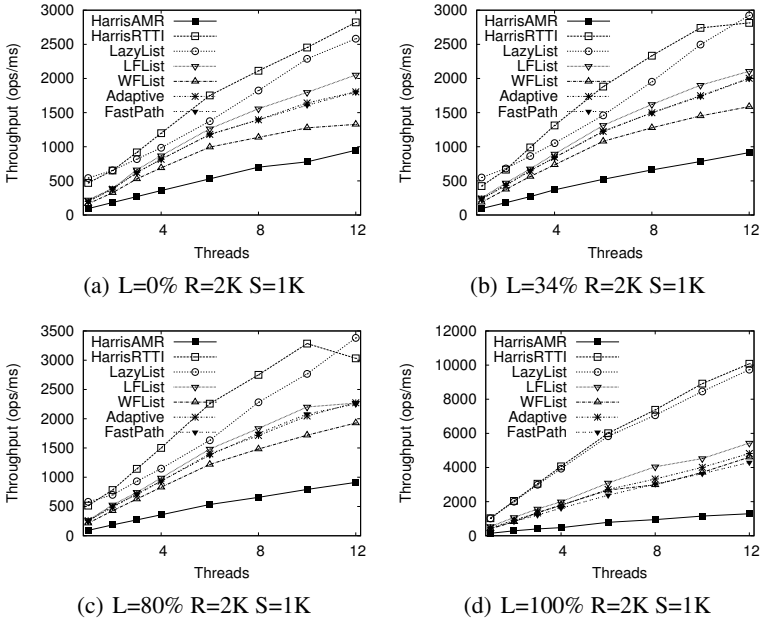 3000
2500
2000
1500
1000
500
0
Throughput (ops/ms)
HarrisAMR
HarrisRTTI
LazyList
LFList
WFList
Adaptive
FastPath
4 8 12
Threads
(a) L=0% R=2K S=1K
3000
2500
2000
1500
1000
500
0
Throughput (ops/ms)
HarrisAMR
HarrisRTTI
LazyList
LFList
WFList
Adaptive
FastPath
4 8 12
Threads
(b) L=34% R=2K S=1K
3500
3000
2500
2000
1500
1000
500
0
Throughput (ops/ms)
HarrisAMR
HarrisRTTI
LazyList
LFList
WFList
Adaptive
FastPath
4 8 12
Threads
(c) L=80% R=2K S=1K
12000
10000
8000
6000
4000
2000
0
Throughput (ops/ms)
HarrisAMR
HarrisRTTI
LazyList
LFList
WFList
Adaptive
FastPath
4 8 12
Threads
(d) L=100% R=2K S=1K